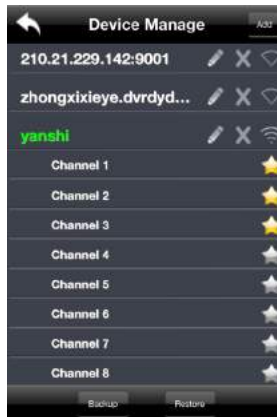 Device Manage
Add
210.21.229.142:9001
zhongxixieye.dvrdyd...
yanshi
Channel 1
Channel 2
Channel 3
Channel 4
Channel 5
Channel 6
Channel 7
Channel 8
Backup
Restore